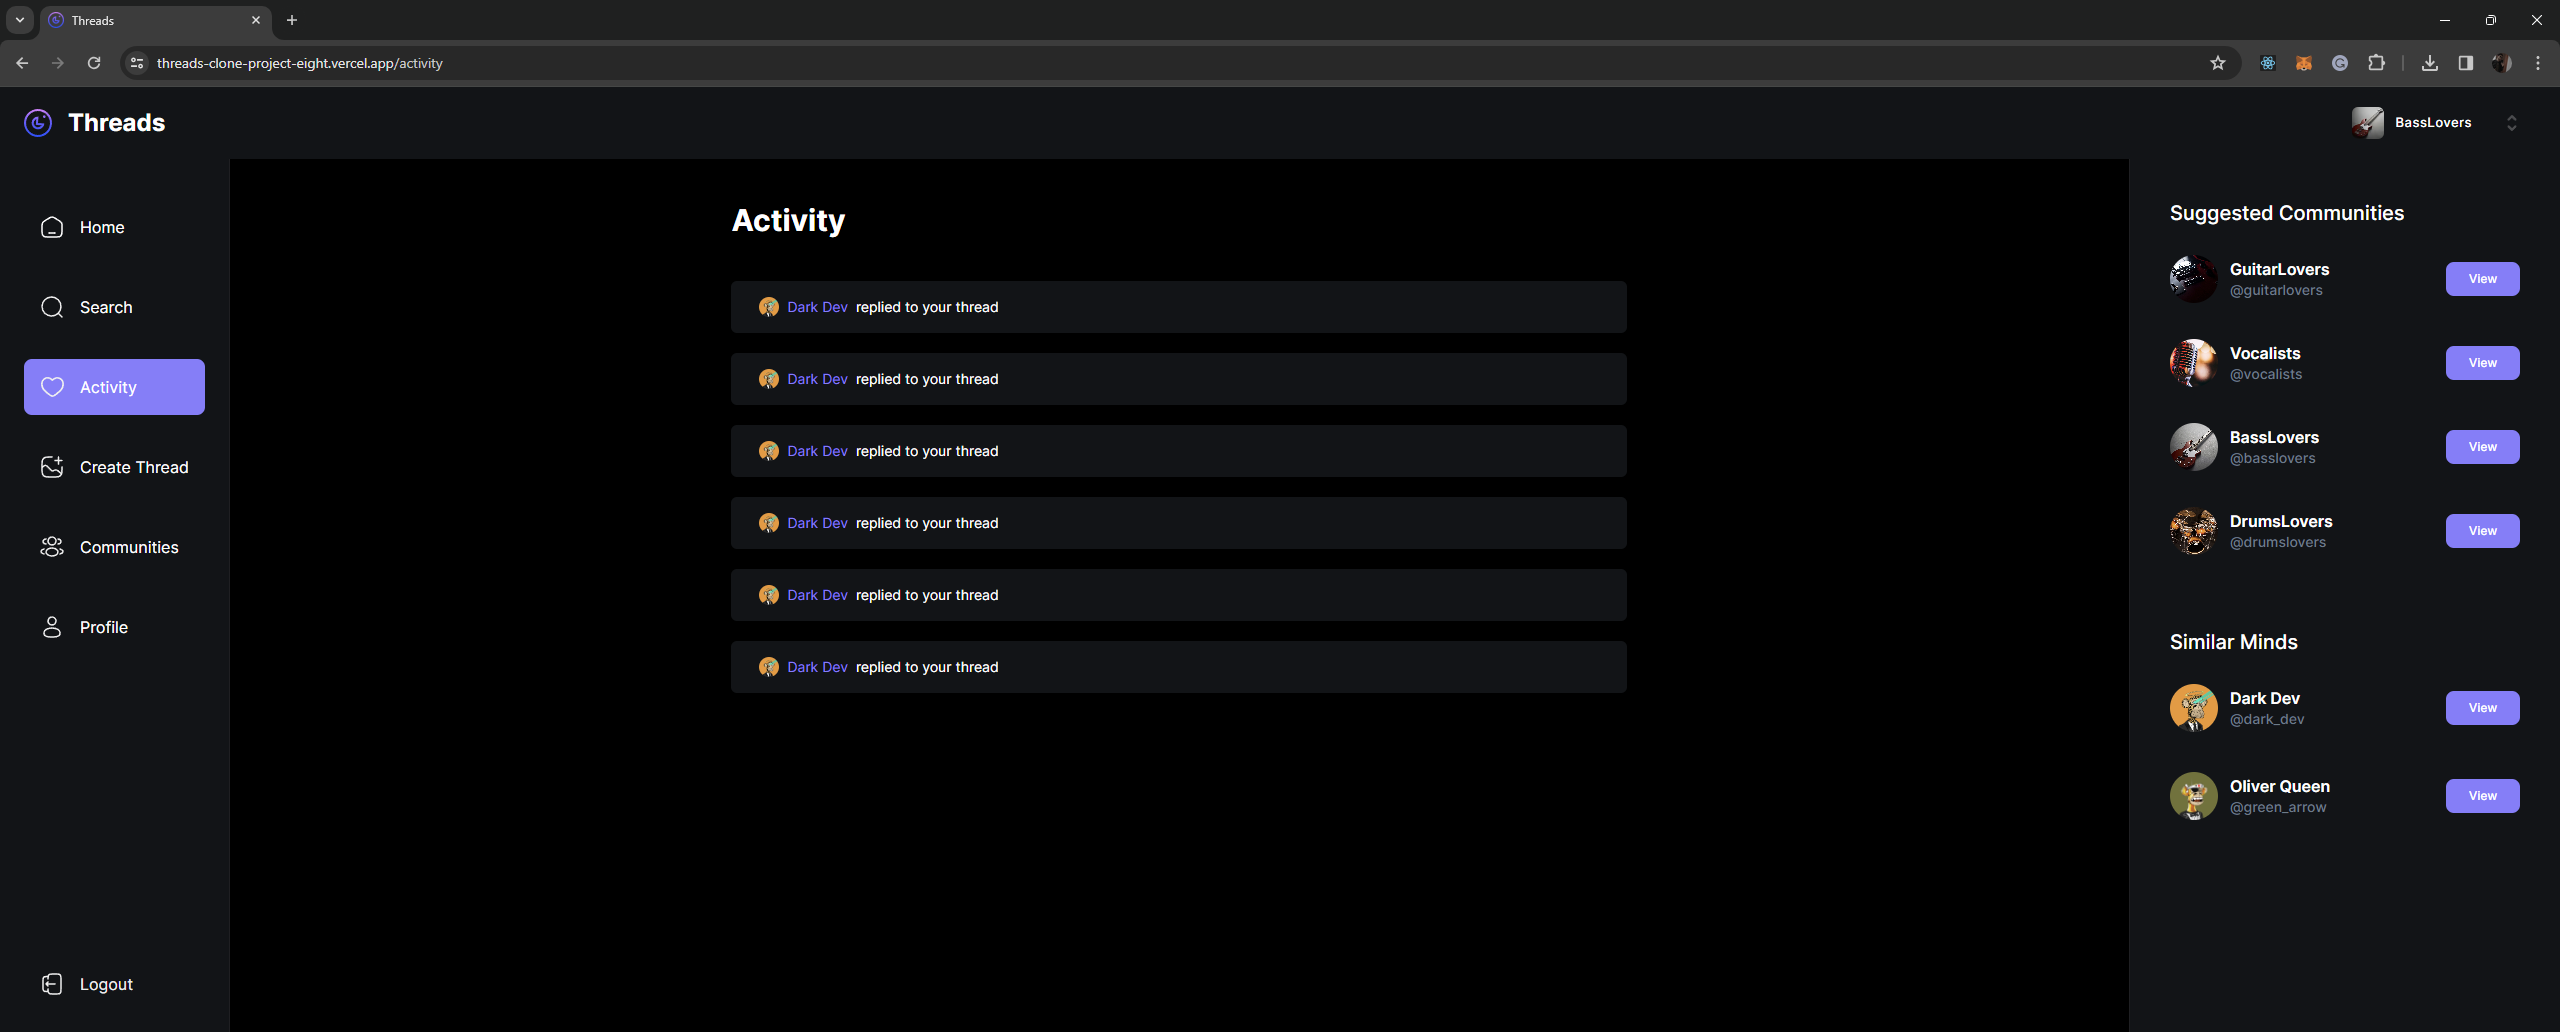 Threads
threads-clone-project-eight.vercel.app/activity
Threads
BassLovers
Home
Search
Activity
Create Thread
Communities
Profile
Logout
Activity
Dark Dev replied to your thread
Dark Dev replied to your thread
Dark Dev replied to your thread
Dark Dev replied to your thread
Dark Dev replied to your thread
Dark Dev replied to your thread
Suggested Communities
GuitarLovers
@guitarlovers
View
Vocalists
@vocalists
View
BassLovers
@basslovers
View
DrumsLovers
@drumslovers
View
Similar Minds
Dark Dev
@dark_dev
View
Oliver Queen
@green_arrow
View